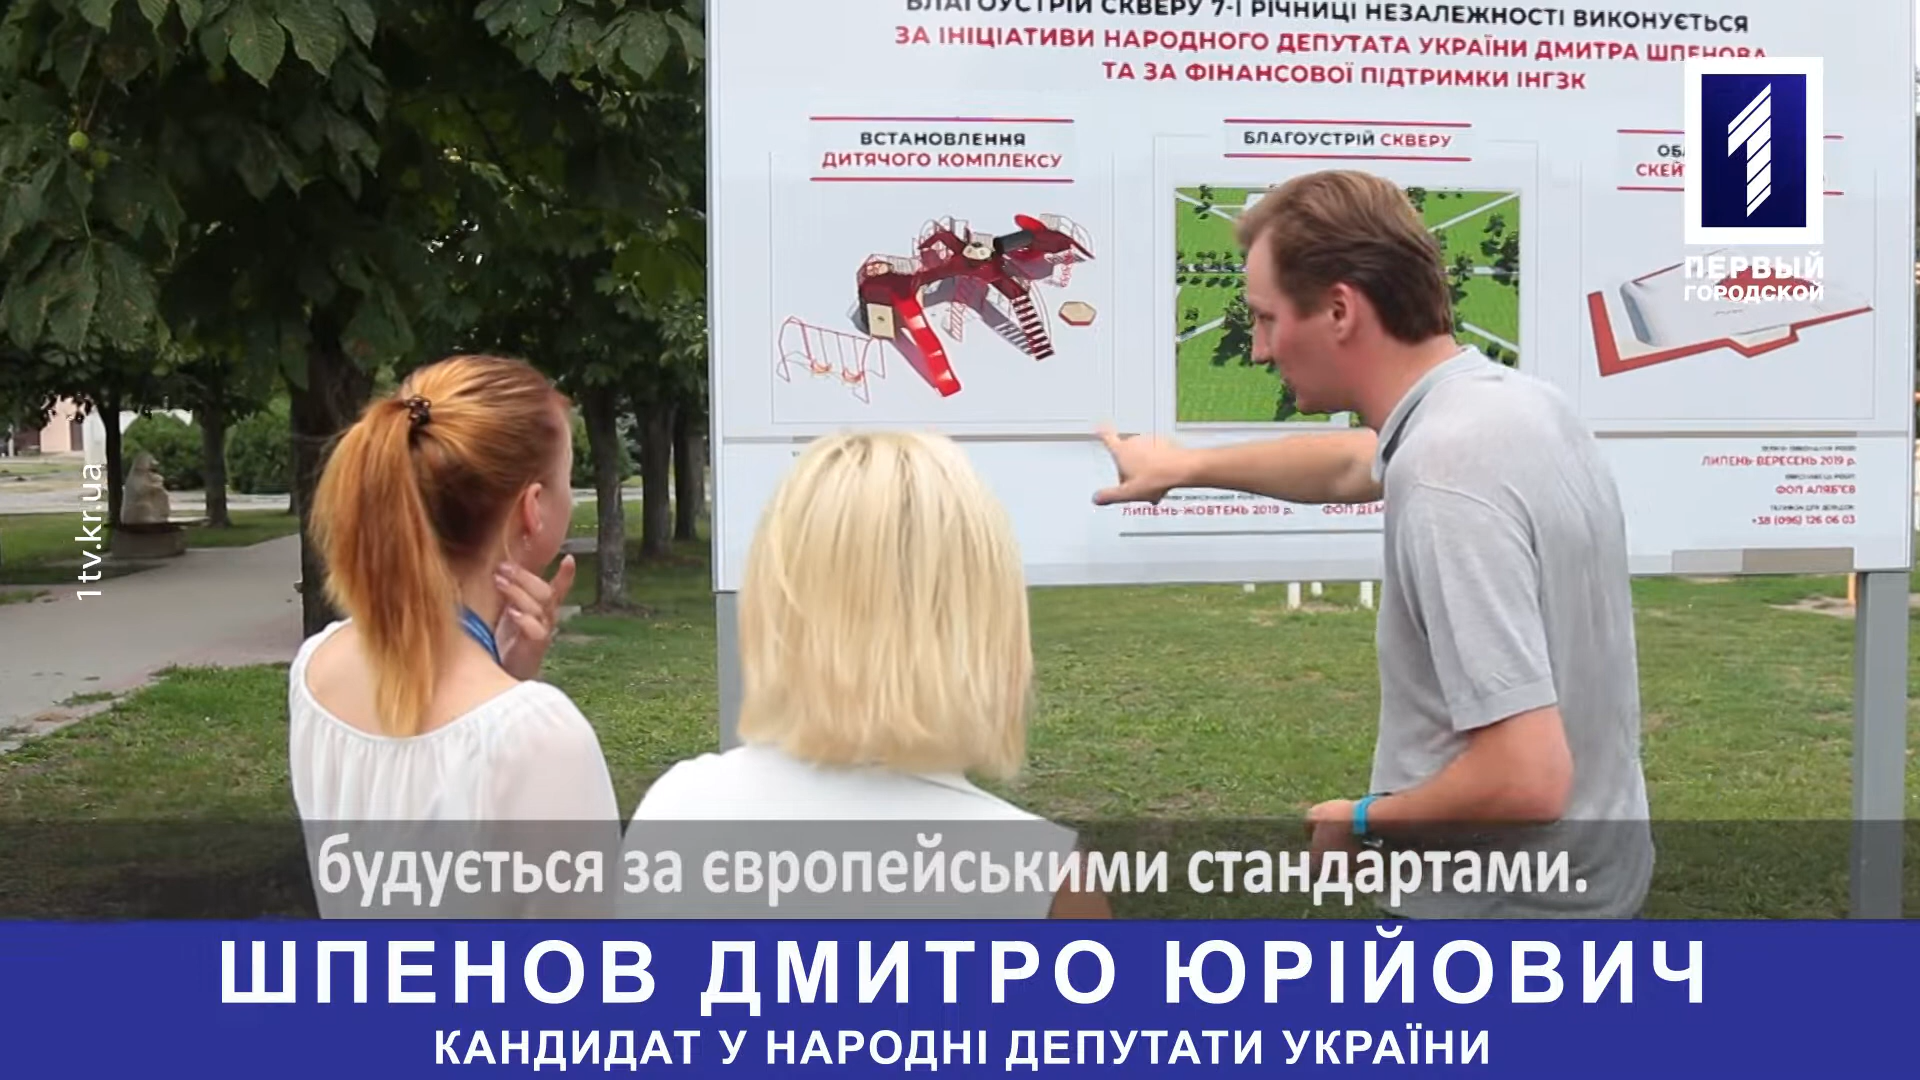 БЛАГОУСТРІЙ СКВЕРУ 7-Ї РІЧНИЦІ НЕЗАЛЕЖНОСТІ ВИКОНУЄТЬСЯ
ЗА ІНІЦІАТИВИ НАРОДНОГО ДЕПУТАТА УКРАЇНИ ДМИТРА ШПЕНОВА
ТА ЗА ФІНАНСОВОЇ ПІДТРИМКИ ІНГЗК
ВСТАНОВЛЕННЯ
ДИТЯЧОГО КОМПЛЕКСУ
БЛАГОУСТРІЙ СКВЕРУ
1
ПЕРВЫЙ
ГОРОДСКОЙ
ЛИПЕНЬ-ЖОВТЕНЬ 2019 р.
ФОП
ЛИПЕНЬ-ВЕРЕСЕНЬ 2019 р.
ФОП АЛЯБ'ЄВ
+38 (096) 126 06 03
1tv.kr.ua
будується за європейськими стандартами.
ШПЕНОВ ДМИТРО ЮРІЙОВИЧ
КАНДИДАТ У НАРОДНІ ДЕПУТАТИ УКРАЇНИ